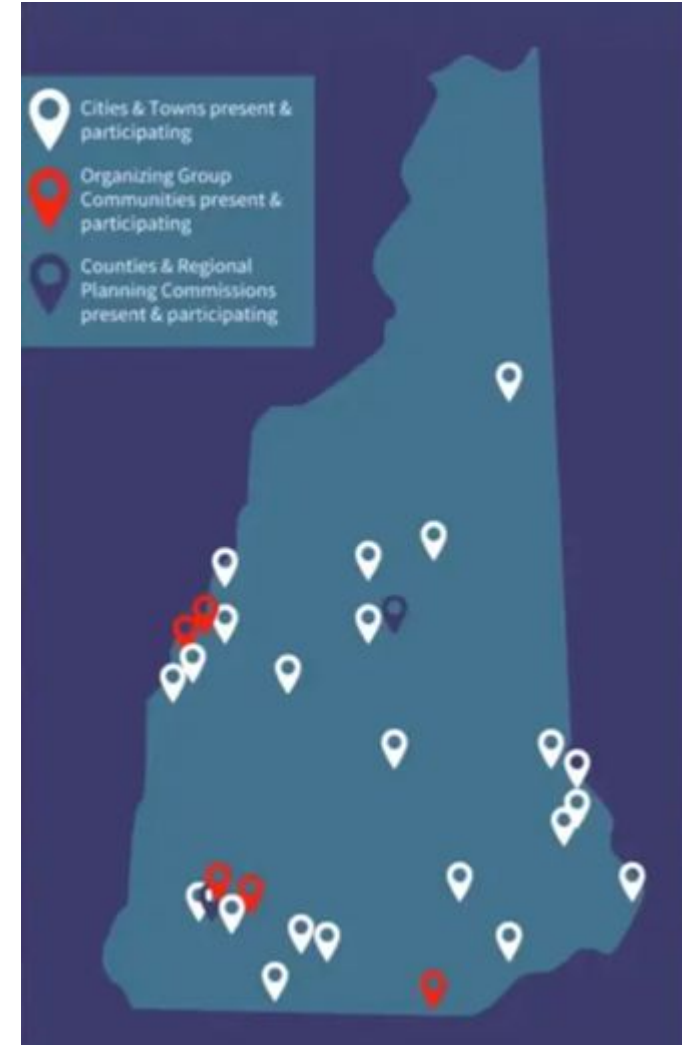 Cities & Towns present &
participating
Organizing Group
Communities present &
participating
Counties & Regional
Planning Commissions
present & participating